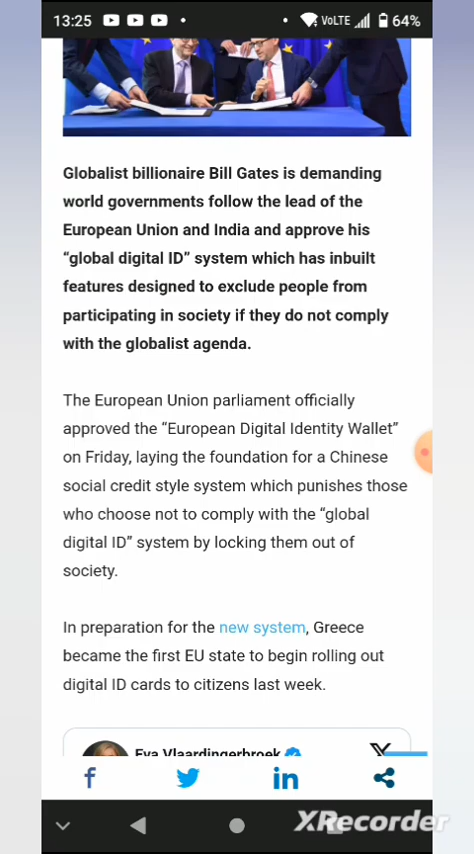 13:25
VoLTE
64%
Globalist billionaire Bill Gates is demanding
world governments follow the lead of the
European Union and India and approve his
“global digital ID” system which has inbuilt
features designed to exclude people from
participating in society if they do not comply
with the globalist agenda.
The European Union parliament officially
approved the “European Digital Identity Wallet”
on Friday, laying the foundation for a Chinese
social credit style system which punishes those
who choose not to comply with the “global
digital ID” system by locking them out of
society.
In preparation for the new system, Greece
became the first EU state to begin rolling out
digital ID cards to citizens last week.
Eva Vlaardingerbroek
XRecorder